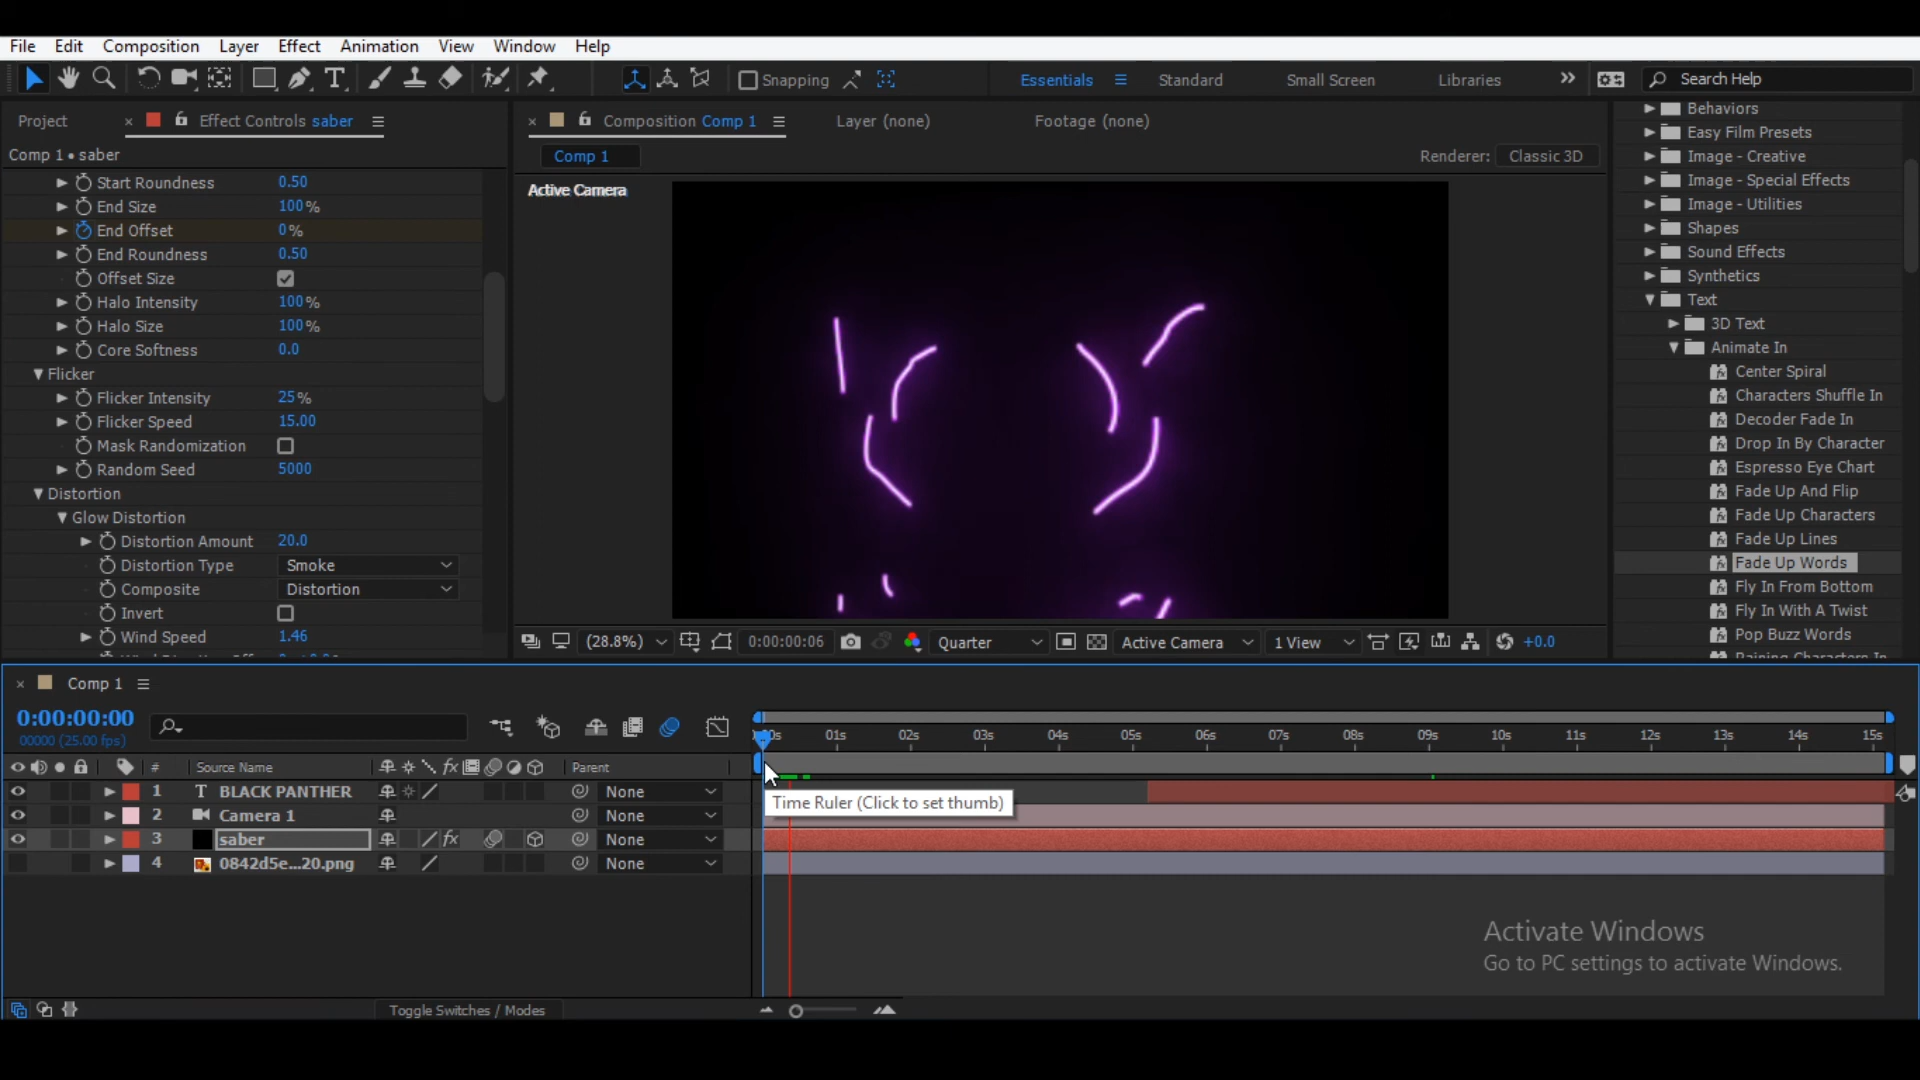 File Edit Composition Layer Effect Animation View Window Help
Snapping Essentials Standard Small Screen Libraries Search Help
Project Effect Controls saber
Comp 1 • saber
Start Roundness 0.50
End Size 100%
End Offset 0%
End Roundness 0.50
Offset Size
Halo Intensity 100%
Halo Size 100%
Core Softness 0.0
Flicker
Flicker Intensity 25%
Flicker Speed 15.00
Mask Randomization
Random Seed 5000
Distortion
Glow Distortion
Distortion Amount 20.0
Distortion Type Smoke
Composite Distortion
Invert
Wind Speed 1.46
Composition Comp 1 Layer (none) Footage (none)
Comp 1 Renderer: Classic 3D
Active Camera
(28.8%) 0:00:00:06 Quarter Active Camera 1 View +0.0
Behaviors
Easy Film Presets
Image - Creative
Image - Special Effects
Image - Utilities
Shapes
Sound Effects
Synthetics
Text
3D Text
Animate In
Center Spiral
Characters Shuffle In
Decoder Fade In
Drop In By Character
Espresso Eye Chart
Fade Up And Flip
Fade Up Characters
Fade Up Lines
Fade Up Words
Fly In From Bottom
Fly In With A Twist
Pop Buzz Words
Raining Characters In
Comp 1
0:00:00:00
00000 (25.00 fps)
01s 02s 03s 04s 05s 06s 07s 08s 09s 10s 11s 12s 13s 14s 15s
# Source Name Parent
1 T BLACK PANTHER None
Time Ruler (Click to set thumb)
2 Camera 1 None
3 saber fx None
4 0842d5e...20.png None
Activate Windows
Go to PC settings to activate Windows.
Toggle Switches / Modes